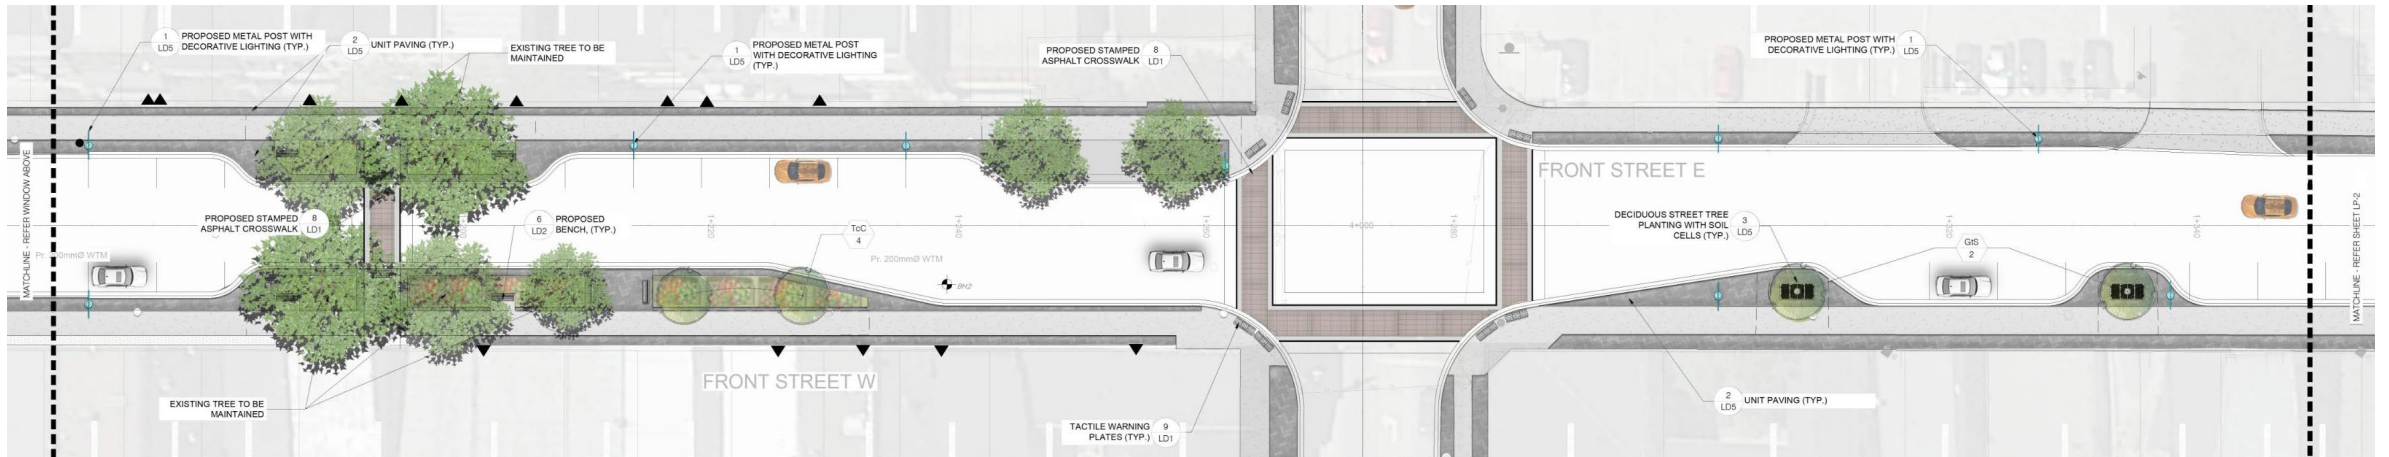 1
LD5
PROPOSED METAL POST WITH
DECORATIVE LIGHTING (TYP.)
2
LD5
UNIT PAVING (TYP.)
EXISTING TREE TO BE
MAINTAINED
1
LD5
PROPOSED METAL POST
WITH DECORATIVE LIGHTING
(TYP.)
PROPOSED STAMPED
ASPHALT CROSSWALK
8
LD1
PROPOSED METAL POST WITH
DECORATIVE LIGHTING (TYP.)
1
LD5
MATCHLINE - REFER WINDOW ABOVE
PROPOSED STAMPED
ASPHALT CROSSWALK
8
LD1
6
LD2
PROPOSED
BENCH, (TYP.)
1+220
TcC
4
1+240
Pr. 200mmØ WTM
BH2
1+280
FRONT STREET E
DECIDUOUS STREET TREE
PLANTING WITH SOIL
CELLS (TYP.)
3
LD5
1+320
GtS
2
1+340
MATCHLINE - REFER SHEET LP-2
FRONT STREET W
EXISTING TREE TO BE
MAINTAINED
TACTILE WARNING
PLATES (TYP.)
9
LD1
2
LD5
UNIT PAVING (TYP.)